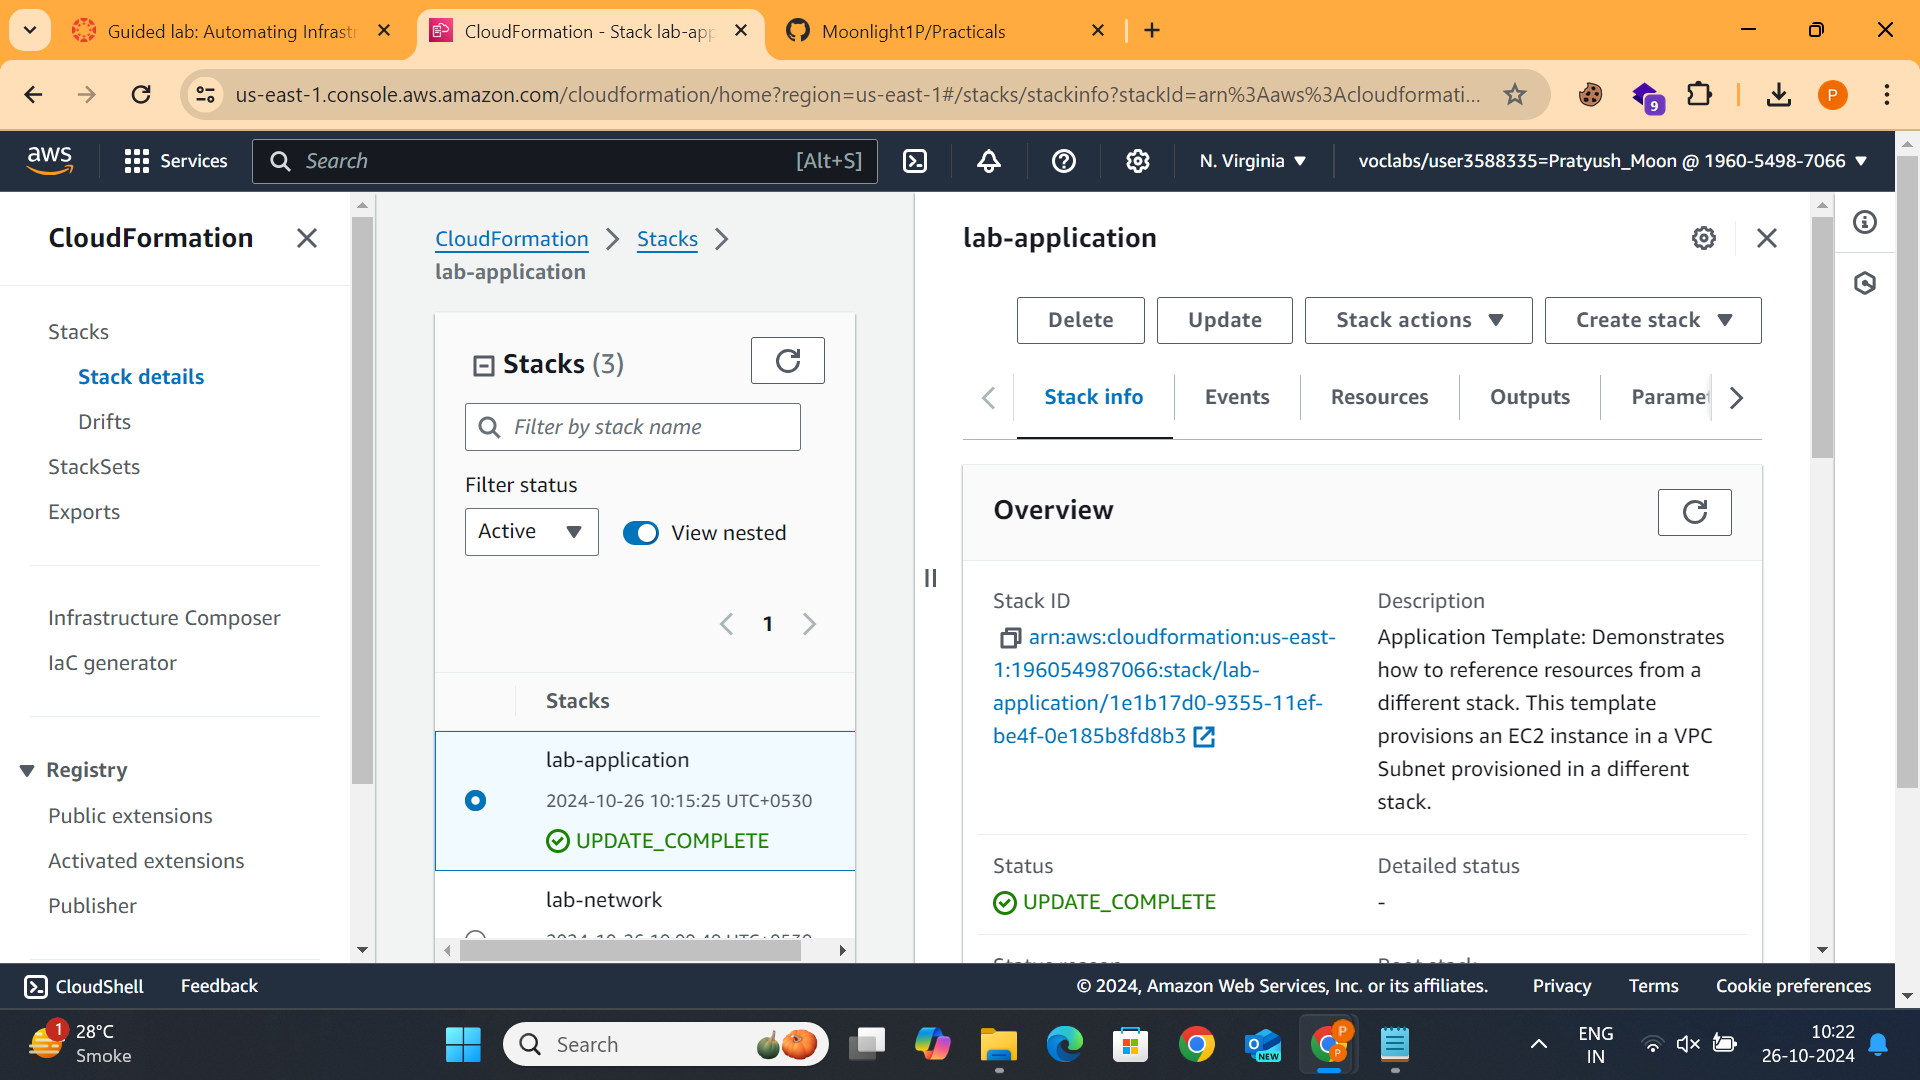 Guided lab: Automating Infrastr
CloudFormation - Stack lab-app
Moonlight1P/Practicals
us-east-1.console.aws.amazon.com/cloudformation/home?region=us-east-1#/stacks/stackinfo?stackId=arn%3Aaws%3Acloudformati...
9
P
aws
Services
Search
[Alt+S]
N. Virginia
voclabs/user3588335=Pratyush_Moon @ 1960-5498-7066
CloudFormation
Stacks
Stack details
Drifts
StackSets
Exports
Infrastructure Composer
IaC generator
Registry
Public extensions
Activated extensions
Publisher
CloudFormation
Stacks
lab-application
Stacks (3)
Filter by stack name
Filter status
Active
View nested
1
Stacks
lab-application
2024-10-26 10:15:25 UTC+0530
UPDATE_COMPLETE
lab-network
lab-application
Delete
Update
Stack actions
Create stack
Stack info
Events
Resources
Outputs
Paramet
Overview
Stack ID
arn:aws:cloudformation:us-east-
1:196054987066:stack/lab-
application/1e1b17d0-9355-11ef-
be4f-0e185b8fd8b3
Description
Application Template: Demonstrates
how to reference resources from a
different stack. This template
provisions an EC2 instance in a VPC
Subnet provisioned in a different
stack.
Status
UPDATE_COMPLETE
Detailed status
-
CloudShell
Feedback
© 2024, Amazon Web Services, Inc. or its affiliates.
Privacy
Terms
Cookie preferences
1
28°C
Smoke
Search
NEW
P
P
ENG
IN
10:22
26-10-2024